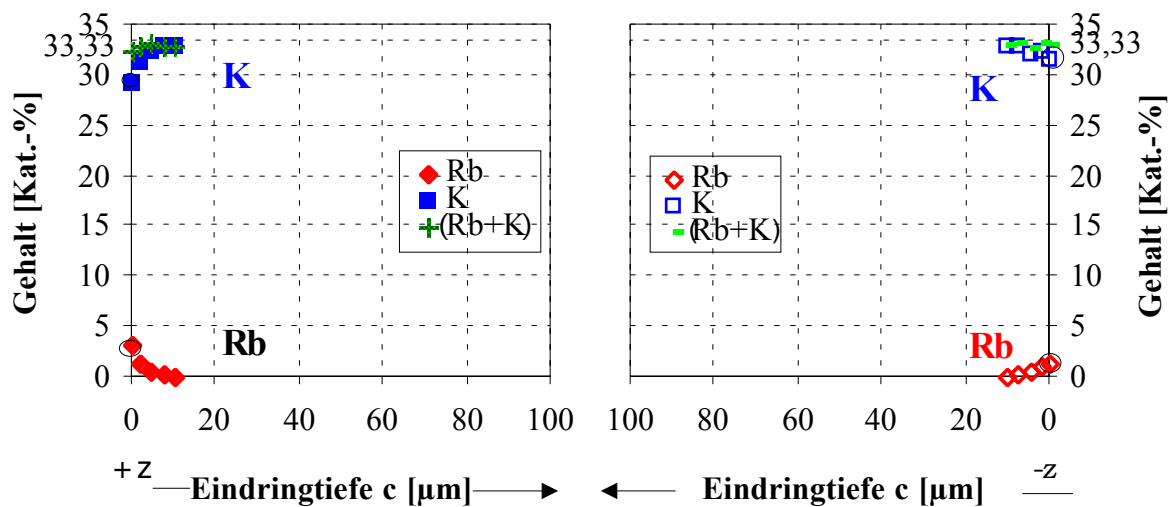 35
33,33
30
25
20
15
10
5
0
Gehalt [Kat.-%]
K
Rb
K
(Rb+K)
Rb
0 20 40 60 80 100
+z
Eindringtiefe c [µm]
35
33,33
30
25
20
15
10
5
0
Gehalt [Kat.-%]
K
Rb
K
(Rb+K)
Rb
100 80 60 40 20 0
Eindringtiefe c [µm]
-z